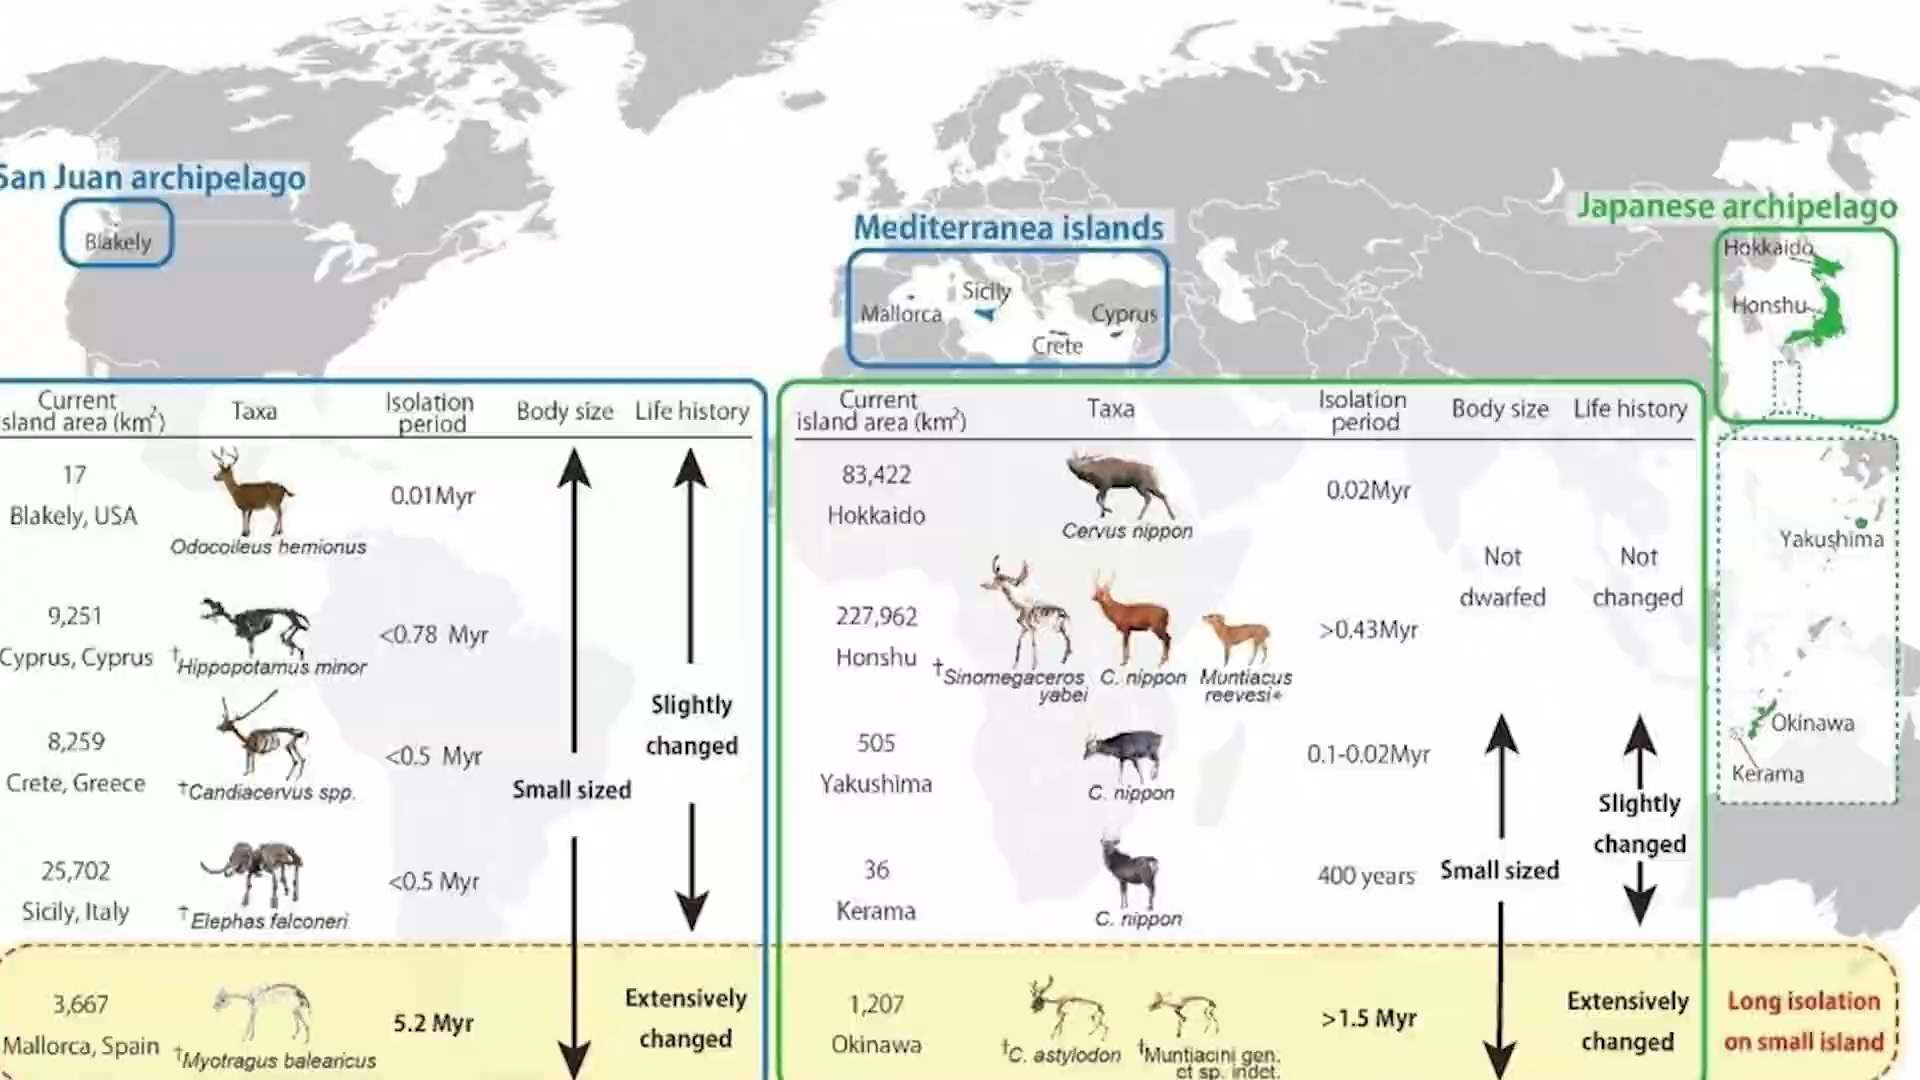 San Juan archipelago
Blakely
Mediterranea islands
Mallorca
Sicily
Cyprus
Crete
Japanese archipelago
Hokkaido
Honshu
Yakushima
Okinawa
Kerama
Current
island area (km²)
Taxa
Isolation
period
Body size
Life history
17
Blakely, USA
Odocoileus hemionus
0.01Myr
9,251
Cyprus, Cyprus
†Hippopotamus minor
<0.78 Myr
8,259
Crete, Greece
†Candiacervus spp.
<0.5 Myr
25,702
Sicily, Italy
†Elephas falconeri
<0.5 Myr
Small sized
Slightly
changed
3,667
Mallorca, Spain
†Myotragus balearicus
5.2 Myr
Extensively
changed
Current
island area (km²)
Taxa
Isolation
period
Body size
Life history
83,422
Hokkaido
Cervus nippon
0.02Myr
227,962
Honshu
†Sinomegaceros
yabei
C. nippon
Muntiacus
reevesi*
>0.43Myr
Not
dwarfed
Not
changed
505
Yakushima
C. nippon
0.1-0.02Myr
36
Kerama
C. nippon
400 years
Small sized
Slightly
changed
1,207
Okinawa
†C. astylodon
†Muntiacini gen.
et sp. indet.
>1.5 Myr
Extensively
changed
Long isolation
on small island